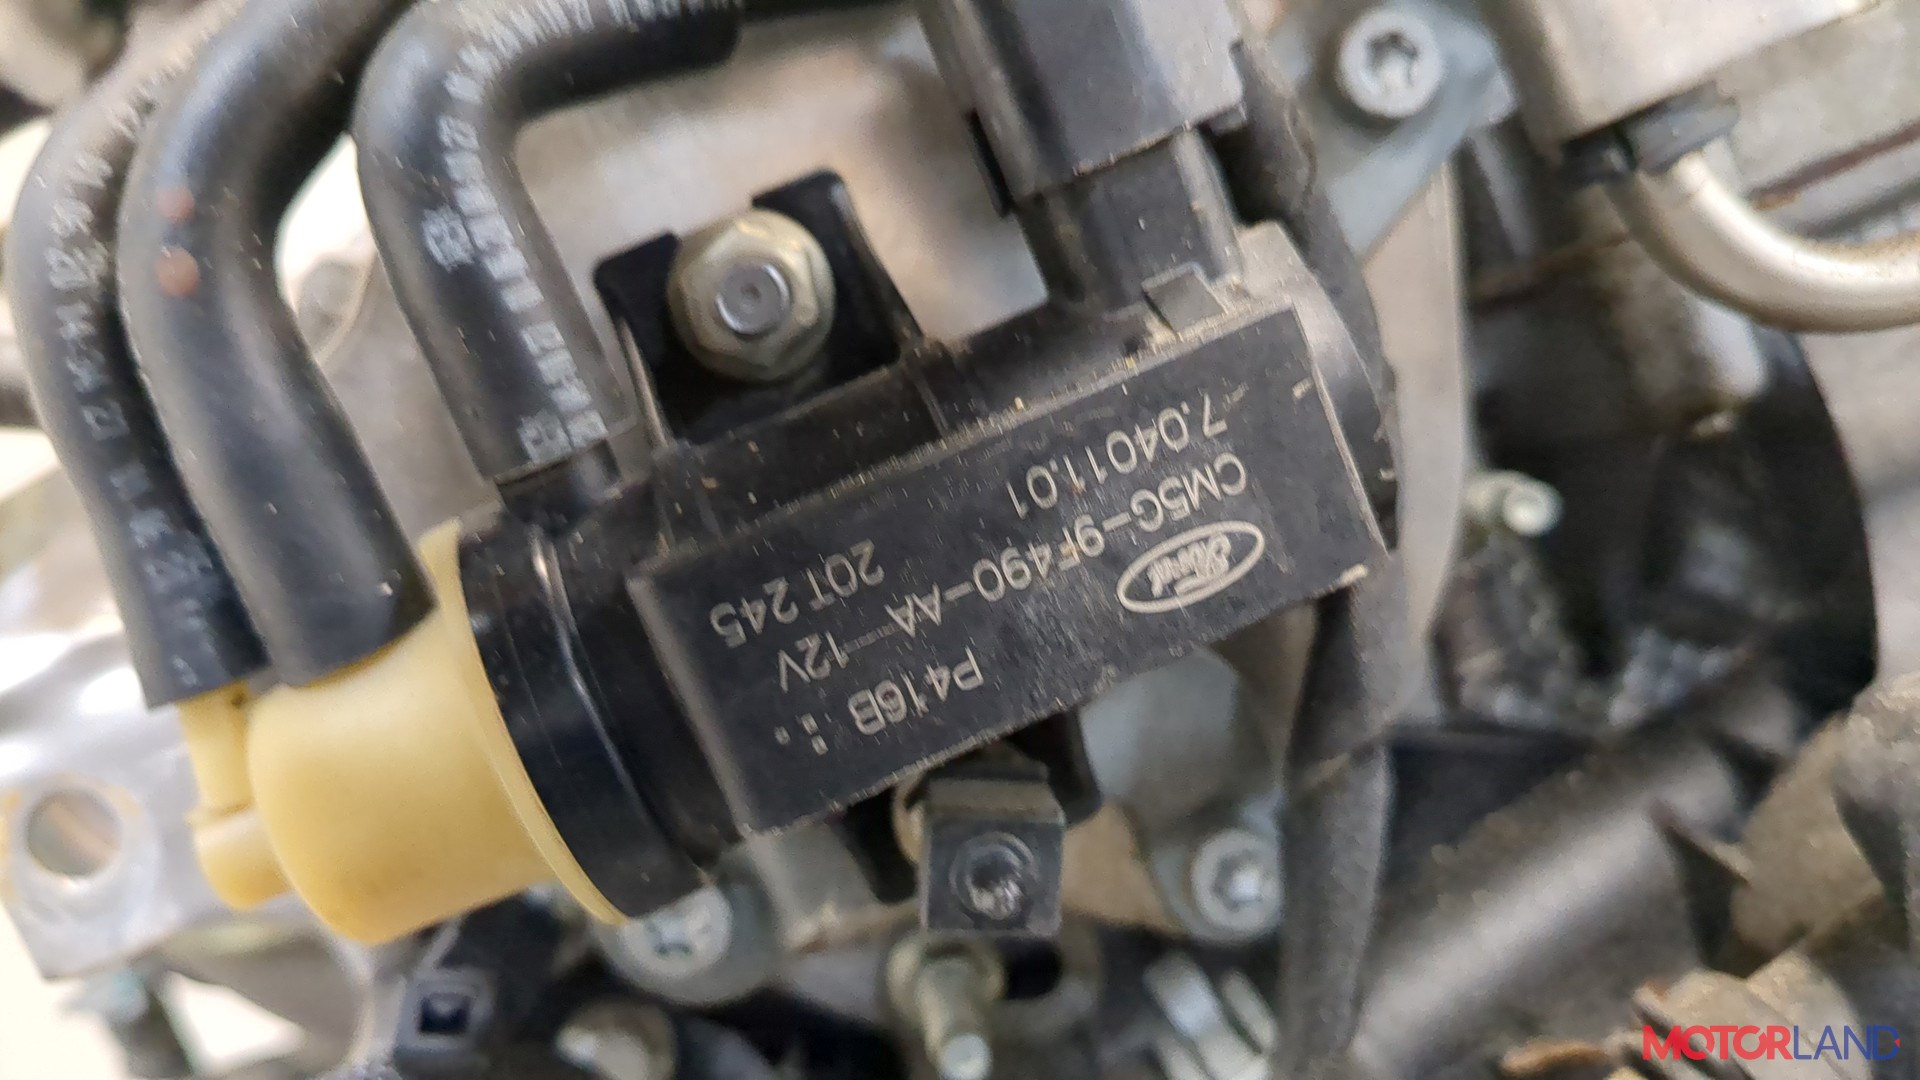 Ford
CM5G-9F490-AA 12V
7.04011.01 20T 245
P416B
MOTORLAND